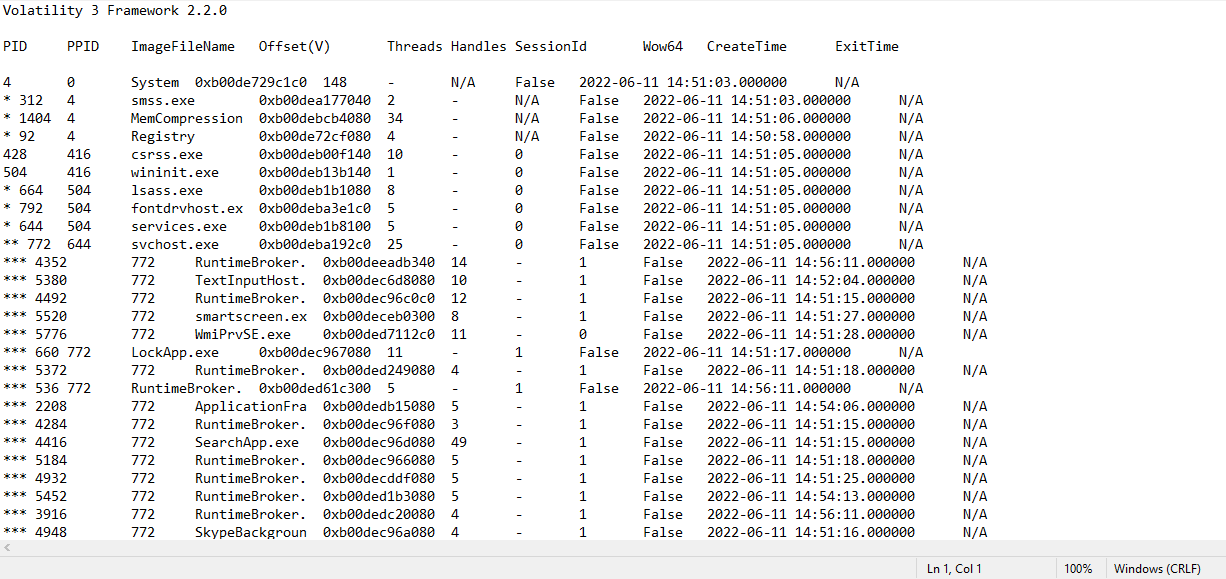 Volatility 3 Framework 2.2.0
PID PPID ImageFileName Offset(V) Threads Handles SessionId Wow64 CreateTime ExitTime
4 0 System 0xb00de729c1c0 148 - N/A False 2022-06-11 14:51:03.000000 N/A
* 312 4 smss.exe 0xb00dea177040 2 - N/A False 2022-06-11 14:51:03.000000 N/A
* 1404 4 MemCompression 0xb00debcb4080 34 - N/A False 2022-06-11 14:51:06.000000 N/A
* 92 4 Registry 0xb00de72cf080 4 - N/A False 2022-06-11 14:50:58.000000 N/A
428 416 csrss.exe 0xb00deb00f140 10 - 0 False 2022-06-11 14:51:05.000000 N/A
504 416 wininit.exe 0xb00deb13b140 1 - 0 False 2022-06-11 14:51:05.000000 N/A
* 664 504 lsass.exe 0xb00deb1b1080 8 - 0 False 2022-06-11 14:51:05.000000 N/A
* 792 504 fontdrvhost.ex 0xb00deba3e1c0 5 - 0 False 2022-06-11 14:51:05.000000 N/A
* 644 504 services.exe 0xb00deb1b8100 5 - 0 False 2022-06-11 14:51:05.000000 N/A
** 772 644 svchost.exe 0xb00deba192c0 25 - 0 False 2022-06-11 14:51:05.000000 N/A
*** 4352 772 RuntimeBroker. 0xb00deeadb340 14 - 1 False 2022-06-11 14:56:11.000000 N/A
*** 5380 772 TextInputHost. 0xb00dec6d8080 10 - 1 False 2022-06-11 14:52:04.000000 N/A
*** 4492 772 RuntimeBroker. 0xb00dec96c0c0 12 - 1 False 2022-06-11 14:51:15.000000 N/A
*** 5520 772 smartscreen.ex 0xb00deceb0300 8 - 1 False 2022-06-11 14:51:27.000000 N/A
*** 5776 772 WmiPrvSE.exe 0xb00ded7112c0 11 - 0 False 2022-06-11 14:51:28.000000 N/A
*** 660 772 LockApp.exe 0xb00dec967080 11 - 1 False 2022-06-11 14:51:17.000000 N/A
*** 5372 772 RuntimeBroker. 0xb00ded249080 4 - 1 False 2022-06-11 14:51:18.000000 N/A
*** 536 772 RuntimeBroker. 0xb00ded61c300 5 - 1 False 2022-06-11 14:56:11.000000 N/A
*** 2208 772 ApplicationFra 0xb00dedb15080 5 - 1 False 2022-06-11 14:54:06.000000 N/A
*** 4284 772 RuntimeBroker. 0xb00dec96f080 3 - 1 False 2022-06-11 14:51:15.000000 N/A
*** 4416 772 SearchApp.exe 0xb00dec96d080 49 - 1 False 2022-06-11 14:51:15.000000 N/A
*** 5184 772 RuntimeBroker. 0xb00dec966080 5 - 1 False 2022-06-11 14:51:18.000000 N/A
*** 4932 772 RuntimeBroker. 0xb00decddf080 5 - 1 False 2022-06-11 14:51:25.000000 N/A
*** 5452 772 RuntimeBroker. 0xb00ded1b3080 5 - 1 False 2022-06-11 14:54:13.000000 N/A
*** 3916 772 RuntimeBroker. 0xb00dedc20080 4 - 1 False 2022-06-11 14:56:11.000000 N/A
*** 4948 772 SkypeBackgroun 0xb00dec96a080 4 - 1 False 2022-06-11 14:51:16.000000 N/A
Ln 1, Col 1 100% Windows (CRLF)